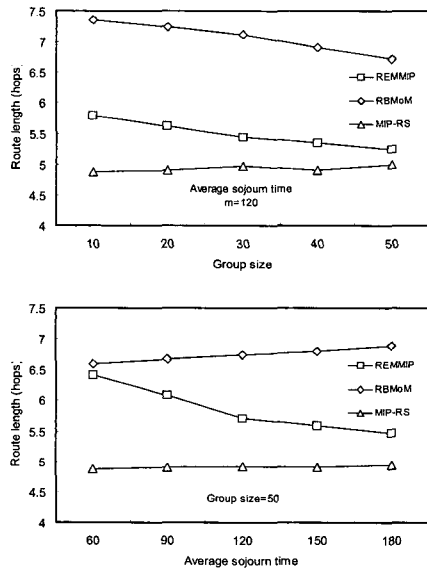 7.5
7
6.5
6
5.5
5
4.5
4
Route length (hops)
REMMIP
RBMoM
MIP-RS
Average sojourn time
m=120
10 20 30 40 50
Group size
7.5
7
6.5
6
5.5
5
4.5
4
Route length (hops)
REMMIP
RBMoM
MIP-RS
Group size=50
60 90 120 150 180
Average sojourn time